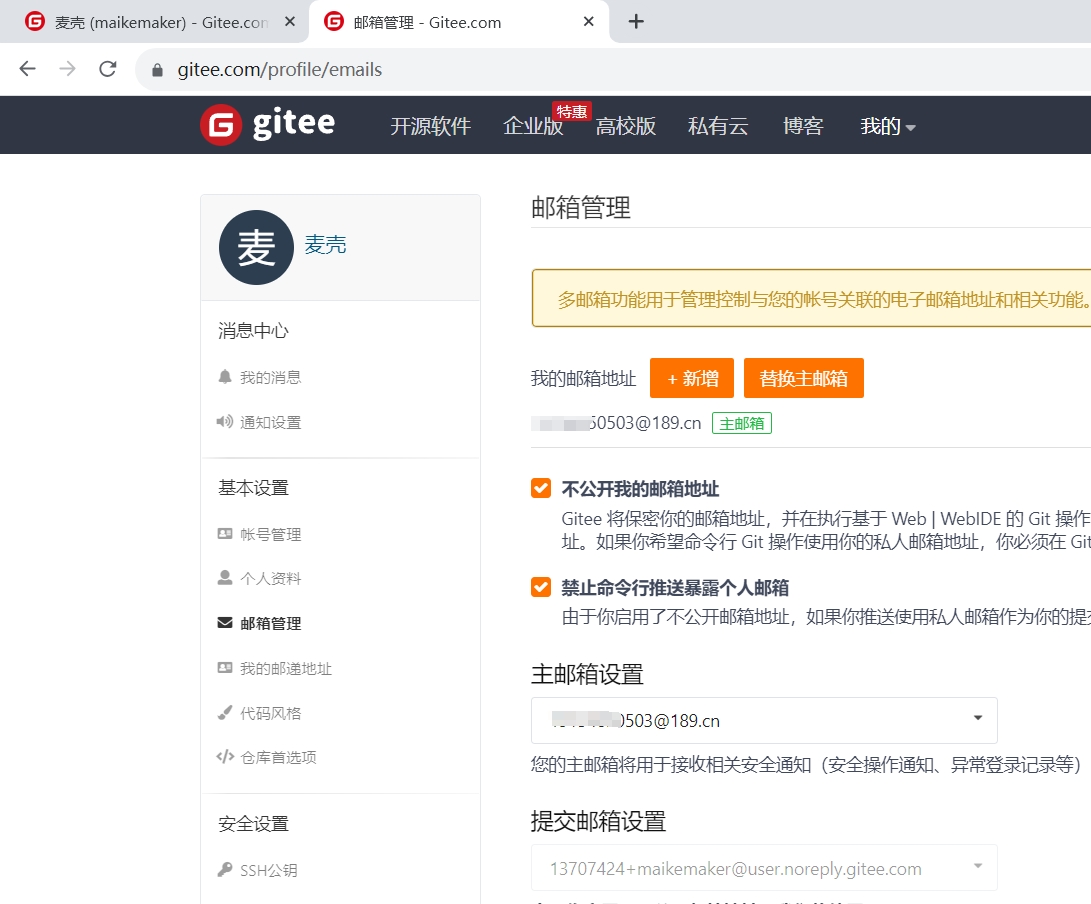 麦壳 (maikemaker) - Gitee.com
邮箱管理 - Gitee.com
gitee.com/profile/emails
gitee
开源软件
企业版
特惠
高校版
私有云
博客
我的
麦
麦壳
消息中心
我的消息
通知设置
基本设置
帐号管理
个人资料
邮箱管理
我的邮递地址
代码风格
仓库首选项
安全设置
SSH公钥
邮箱管理
多邮箱功能用于管理控制与您的帐号关联的电子邮箱地址和相关功能。
我的邮箱地址
+ 新增
替换主邮箱
50503@189.cn
主邮箱
不公开我的邮箱地址
Gitee 将保密你的邮箱地址，并在执行基于 Web | WebIDE 的 Git 操作
址。如果你希望命令行 Git 操作使用你的私人邮箱地址，你必须在 Git
禁止命令行推送暴露个人邮箱
由于你启用了不公开邮箱地址，如果你推送使用私人邮箱作为你的提交
主邮箱设置
0503@189.cn
您的主邮箱将用于接收相关安全通知（安全操作通知、异常登录记录等）
提交邮箱设置
13707424+maikemaker@user.noreply.gitee.com